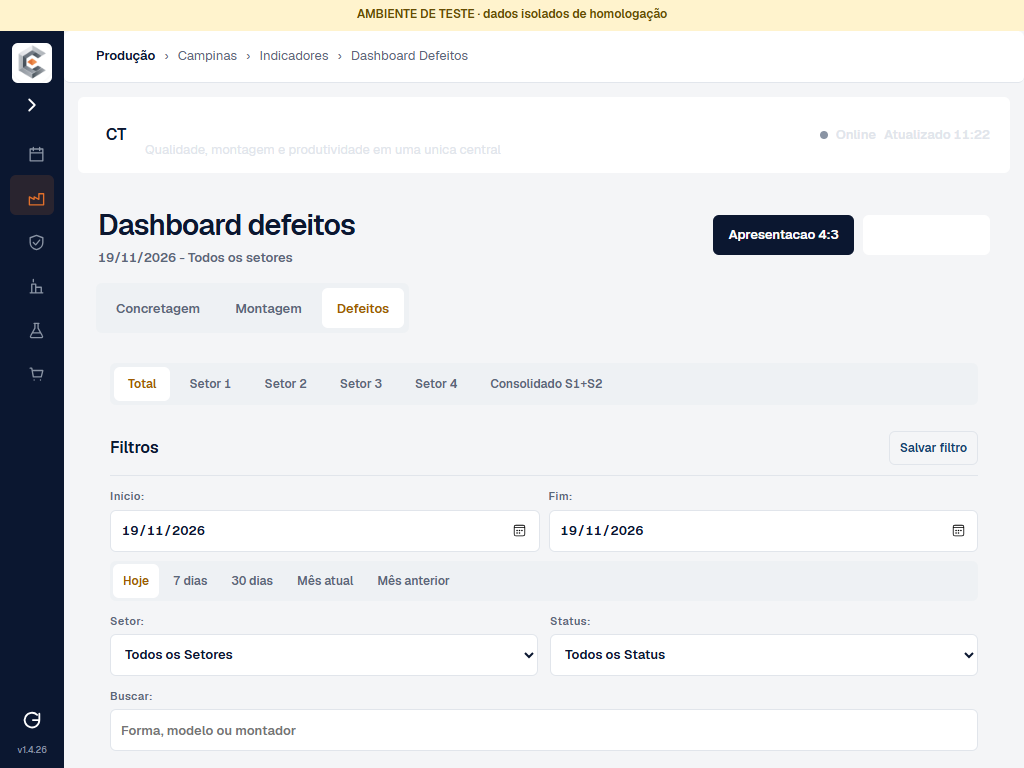 AMBIENTE DE TESTE · dados isolados de homologação
Produção › Campinas › Indicadores › Dashboard Defeitos
CT
Online Atualizado 11:22
Qualidade, montagem e produtividade em uma unica central
Dashboard defeitos
Apresentacao 4:3
19/11/2026 - Todos os setores
Concretagem Montagem Defeitos
Total Setor 1 Setor 2 Setor 3 Setor 4 Consolidado S1+S2
Filtros
Salvar filtro
Início: Fim:
19/11/2026 19/11/2026
Hoje 7 dias 30 dias Mês atual Mês anterior
Setor: Status:
Todos os Setores Todos os Status
Buscar:
Forma, modelo ou montador
v1.4.26